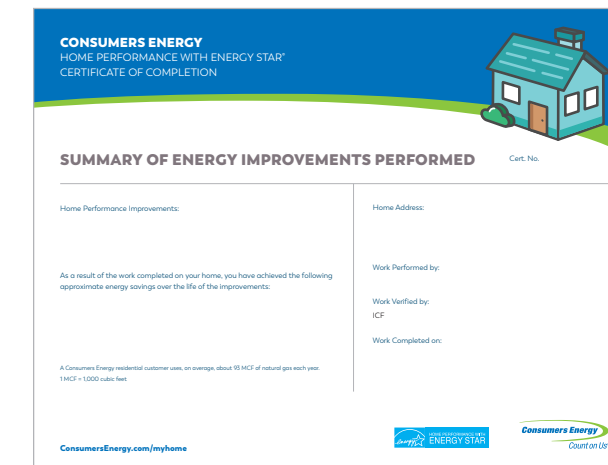 CONSUMERS ENERGY
HOME PERFORMANCE WITH ENERGY STAR®
CERTIFICATE OF COMPLETION
SUMMARY OF ENERGY IMPROVEMENTS PERFORMED
Cert. No.
Home Performance Improvements:
As a result of the work completed on your home, you have achieved the following
approximate energy savings over the life of the improvements:
A Consumers Energy residential customer uses, on average, about 93 MCF of natural gas each year.
1 MCF = 1,000 cubic feet
Home Address:
Work Performed by:
Work Verified by:
ICF
Work Completed on:
ConsumersEnergy.com/myhome
energy
HOME PERFORMANCE WITH
ENERGY STAR
Consumers Energy
Count on Us